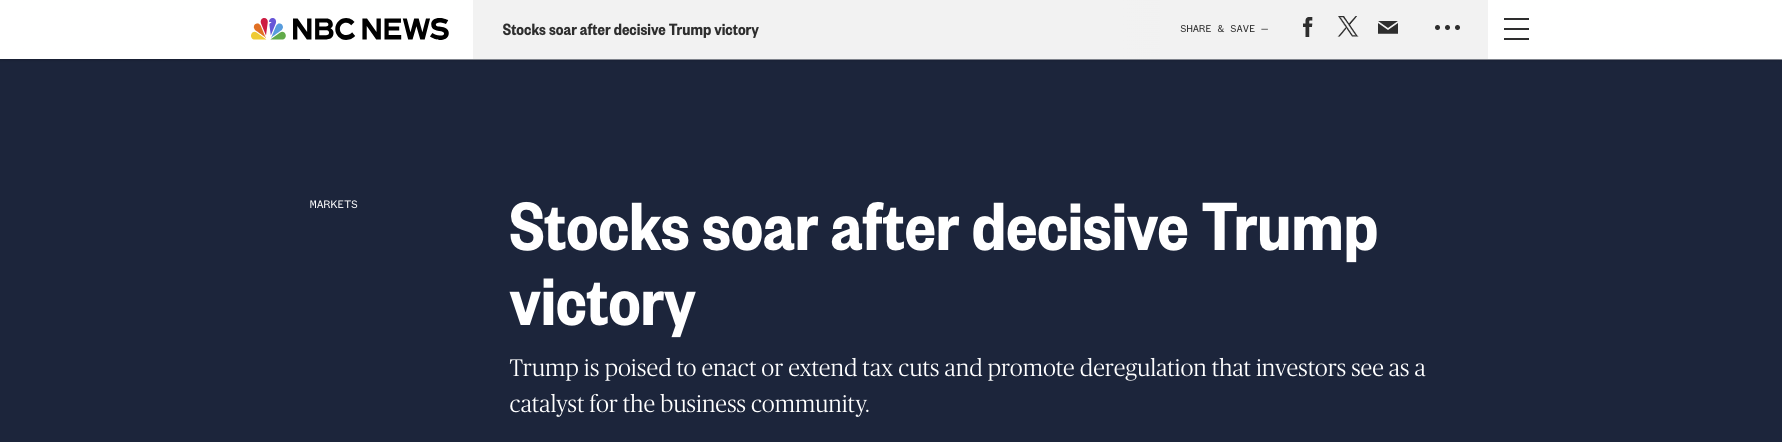 NBC NEWS
Stocks soar after decisive Trump victory
SHARE & SAVE —
MARKETS
Stocks soar after decisive Trump
victory
Trump is poised to enact or extend tax cuts and promote deregulation that investors see as a
catalyst for the business community.